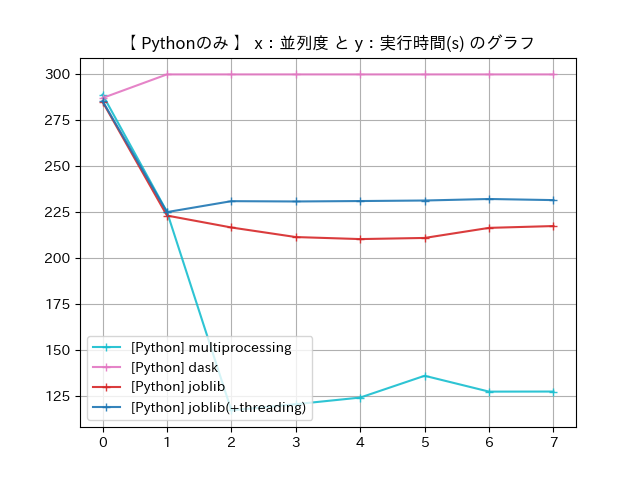 【 Pythonのみ 】 x：並列度 と y：実行時間(s) のグラフ
300
275
250
225
200
175
150
125
[Python] multiprocessing
[Python] dask
[Python] joblib
[Python] joblib(+threading)
0 1 2 3 4 5 6 7